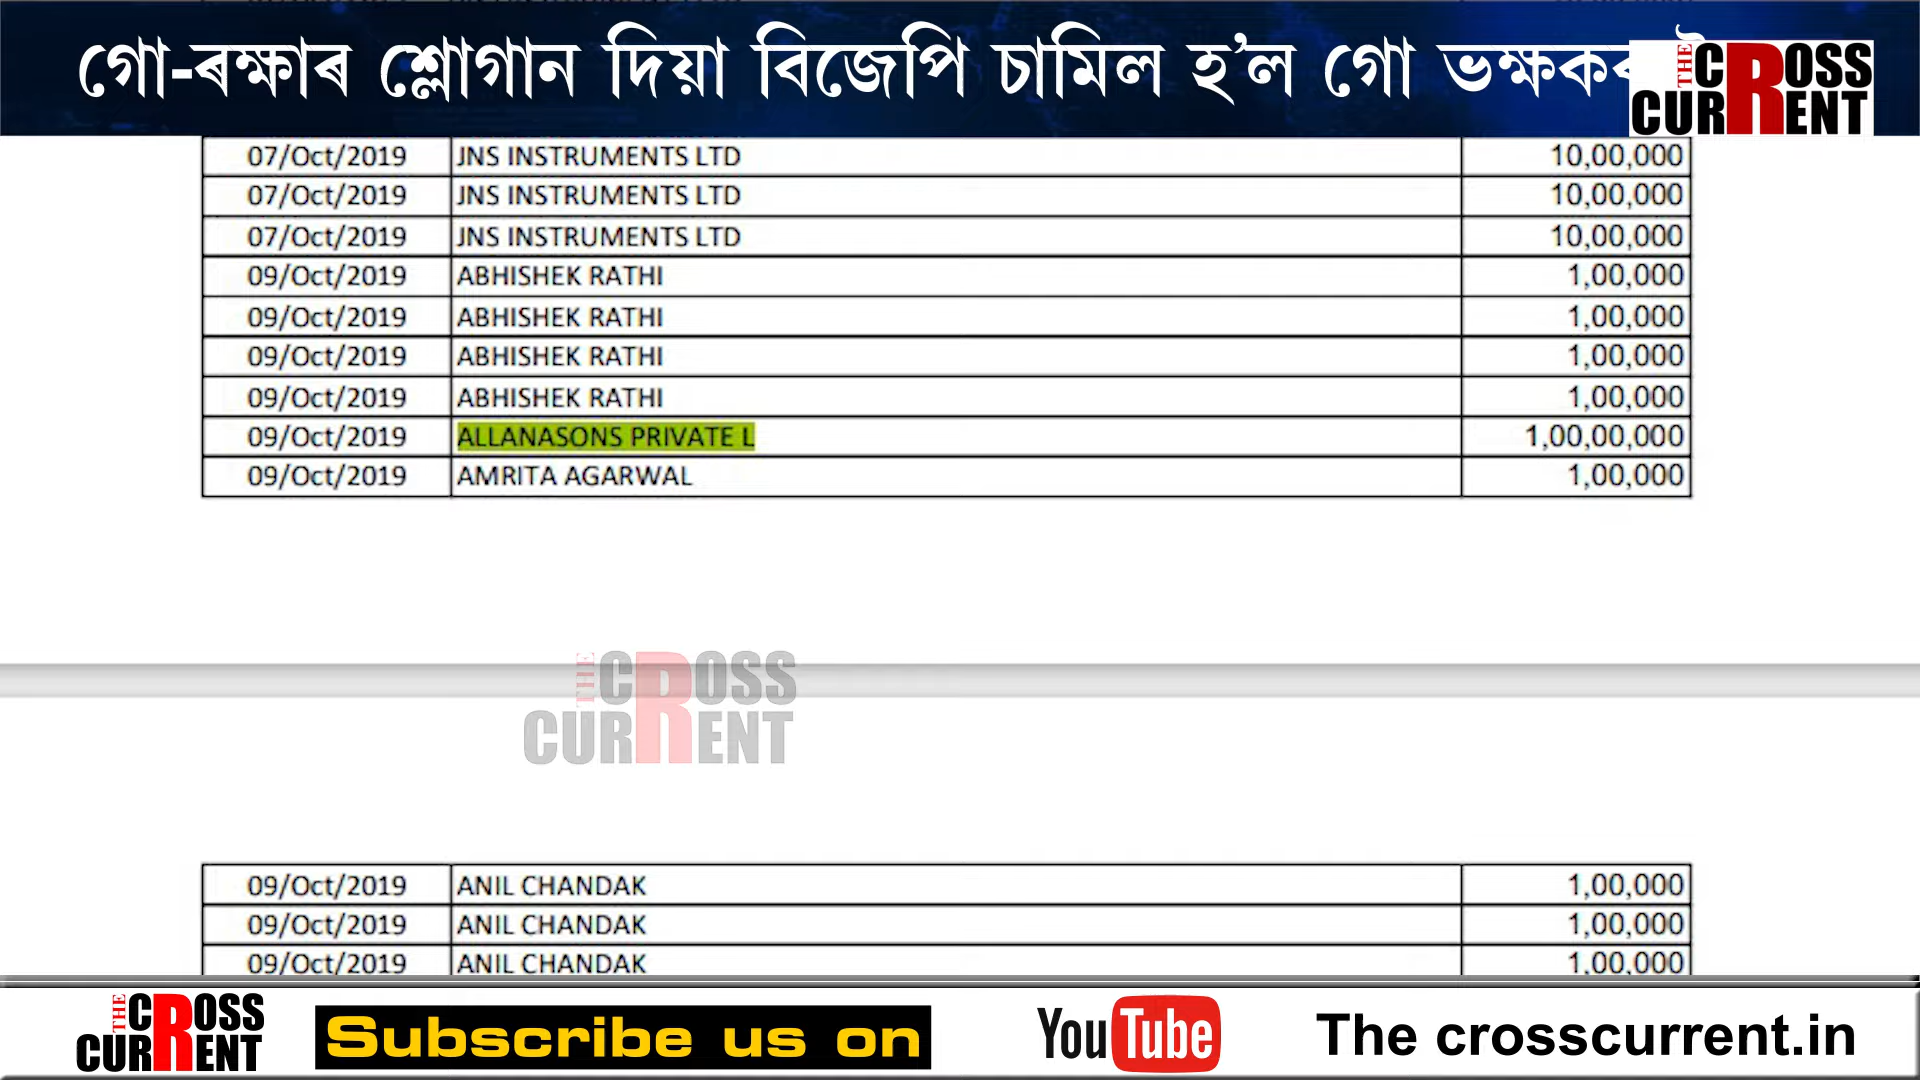 গো-ৰক্ষাৰ শ্লোগান দিয়া বিজেপি চামিল হ'ল গো
THE CROSS CURRENT
07/Oct/2019 JNS INSTRUMENTS LTD 10,00,000
07/Oct/2019 JNS INSTRUMENTS LTD 10,00,000
07/Oct/2019 JNS INSTRUMENTS LTD 10,00,000
09/Oct/2019 ABHISHEK RATHI 1,00,000
09/Oct/2019 ABHISHEK RATHI 1,00,000
09/Oct/2019 ABHISHEK RATHI 1,00,000
09/Oct/2019 ABHISHEK RATHI 1,00,000
09/Oct/2019 ALLANASONS PRIVATE L 1,00,00,000
09/Oct/2019 AMRITA AGARWAL 1,00,000
THE CROSS CURRENT
09/Oct/2019 ANIL CHANDAK 1,00,000
09/Oct/2019 ANIL CHANDAK 1,00,000
09/Oct/2019 ANIL CHANDAK 1,00,000
THE CROSS CURRENT Subscribe us on YouTube The crosscurrent.in